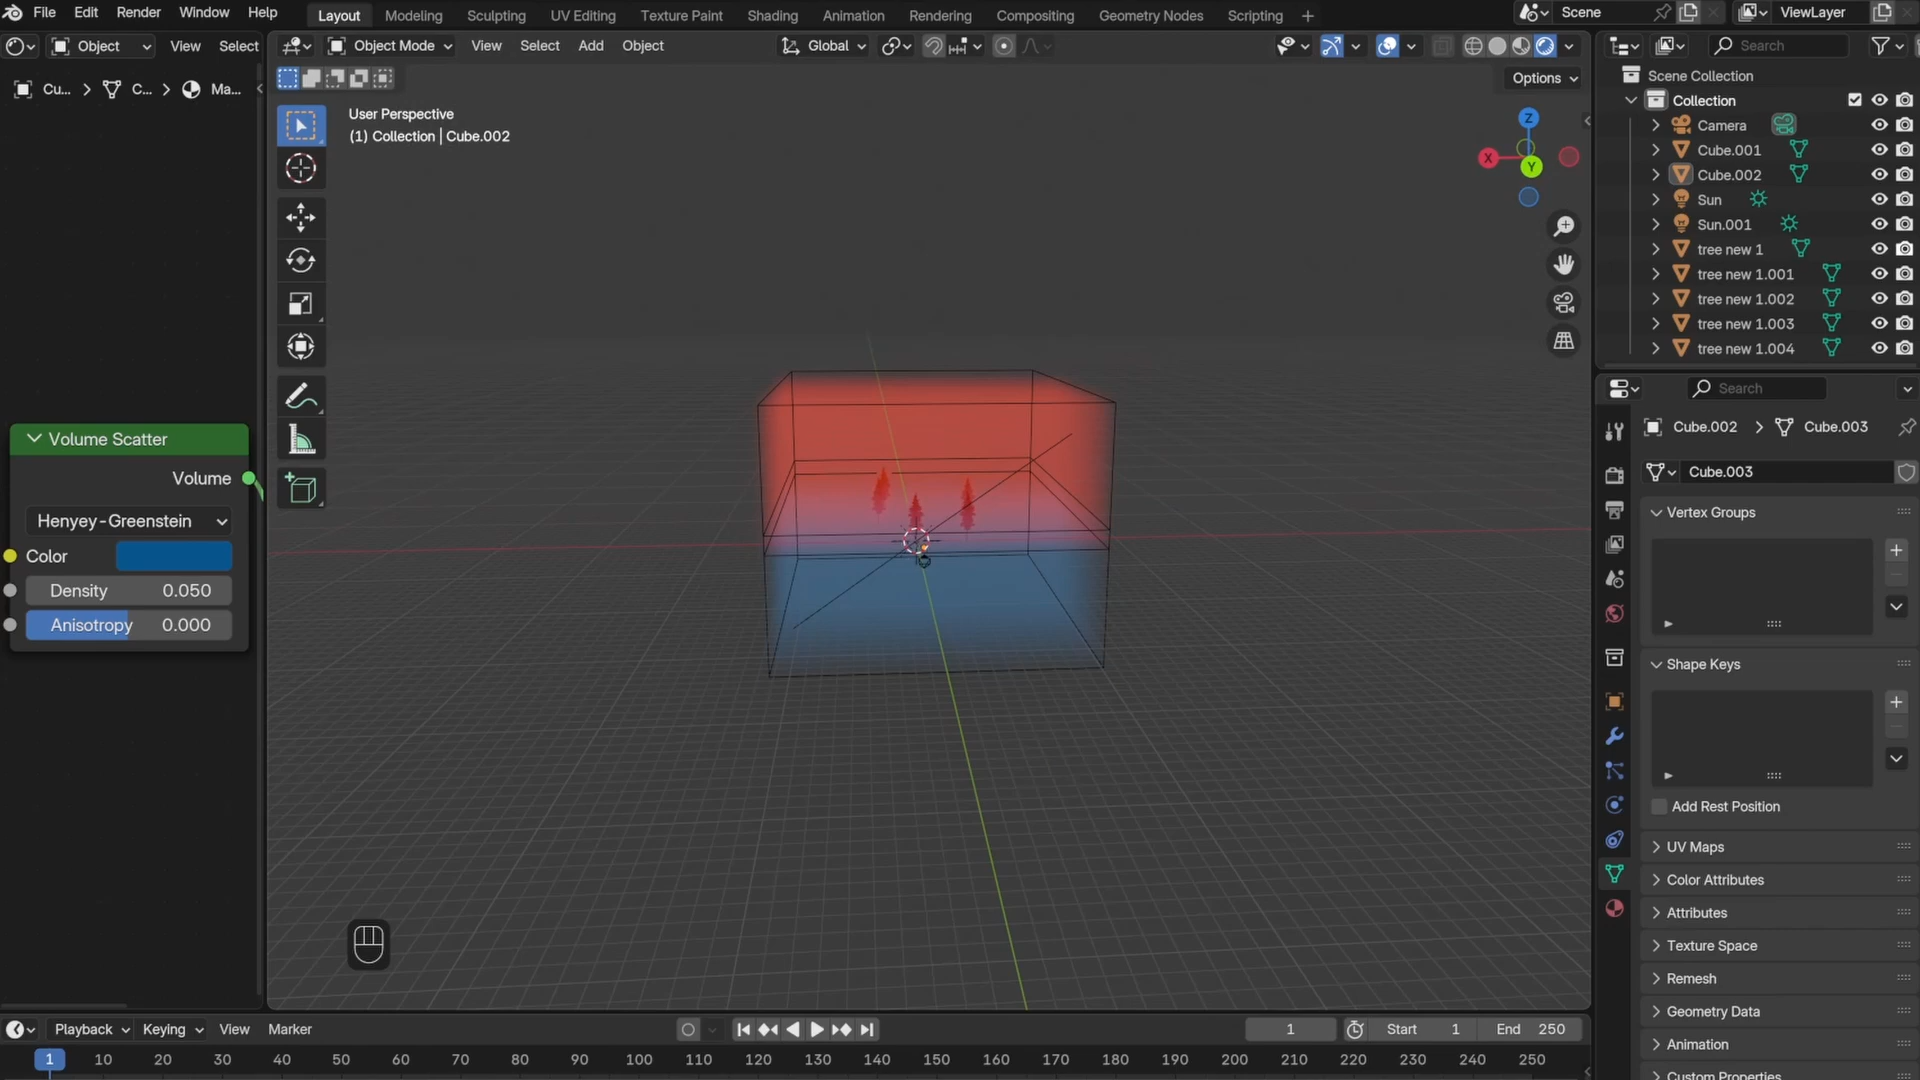 File Edit Render Window Help
Layout Modeling Sculpting UV Editing Texture Paint Shading Animation Rendering Compositing Geometry Nodes Scripting +
Scene ViewLayer
Object View Select
Object Mode View Select Add Object
Global
Search
Options
Cu... C... Ma...
User Perspective
(1) Collection | Cube.002
Z
X
Y
Scene Collection
Collection
Camera
Cube.001
Cube.002
Sun
Sun.001
tree new 1
tree new 1.001
tree new 1.002
tree new 1.003
tree new 1.004
Search
Cube.002 Cube.003
Cube.003
Vertex Groups
Shape Keys
Add Rest Position
UV Maps
Color Attributes
Attributes
Texture Space
Remesh
Geometry Data
Animation
Custom Properties
Volume Scatter
Volume
Henyey-Greenstein
Color
Density 0.050
Anisotropy 0.000
Playback Keying View Marker
1 Start 1 End 250
1 10 20 30 40 50 60 70 80 90 100 110 120 130 140 150 160 170 180 190 200 210 220 230 240 250